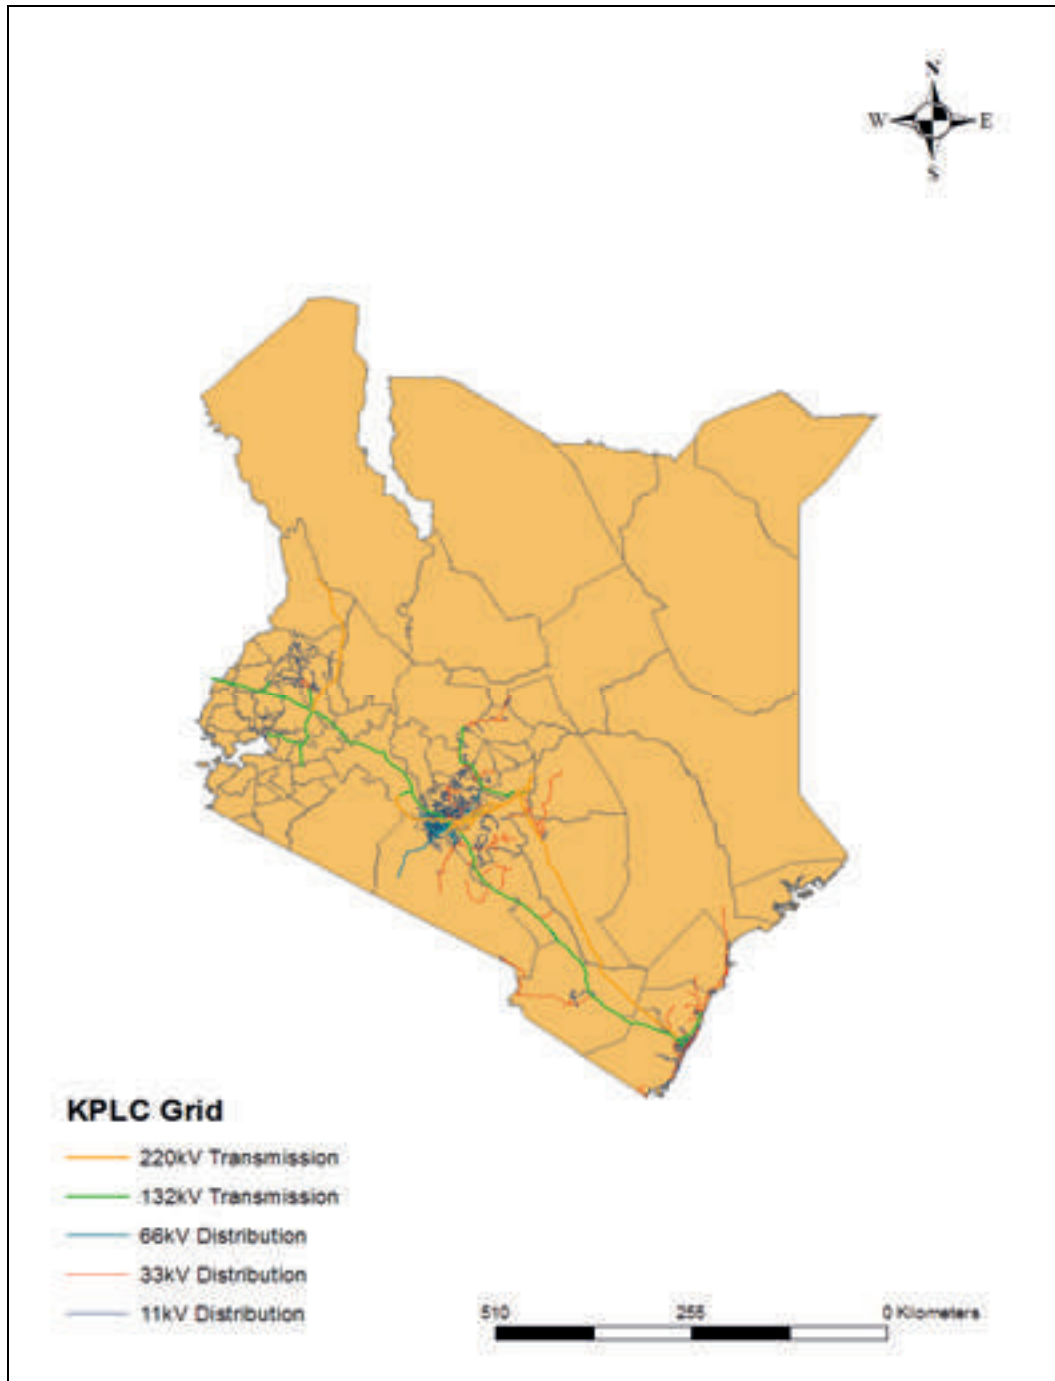 N
W E
S
KPLC Grid
220kV Transmission
132kV Transmission
66kV Distribution
33kV Distribution
11kV Distribution
510 255 0 Kilometers